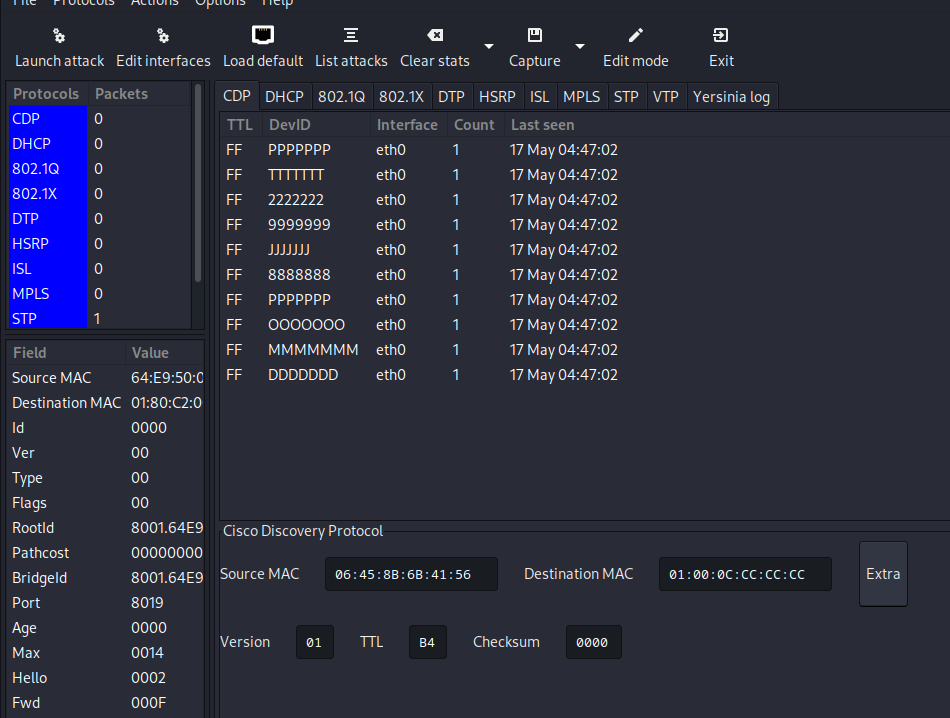 File Protocols Actions Options Help
Launch attack Edit interfaces Load default List attacks Clear stats Capture Edit mode Exit
Protocols Packets
CDP 0
DHCP 0
802.1Q 0
802.1X 0
DTP 0
HSRP 0
ISL 0
MPLS 0
STP 1
Field Value
Source MAC 64:E9:50:0
Destination MAC 01:80:C2:0
Id 0000
Ver 00
Type 00
Flags 00
RootId 8001.64E9
Pathcost 00000000
BridgeId 8001.64E9
Port 8019
Age 0000
Max 0014
Hello 0002
Fwd 000F
CDP DHCP 802.1Q 802.1X DTP HSRP ISL MPLS STP VTP Yersinia log
TTL DevID Interface Count Last seen
FF PPPPPPP eth0 1 17 May 04:47:02
FF TTTTTTT eth0 1 17 May 04:47:02
FF 2222222 eth0 1 17 May 04:47:02
FF 9999999 eth0 1 17 May 04:47:02
FF JJJJJJJ eth0 1 17 May 04:47:02
FF 8888888 eth0 1 17 May 04:47:02
FF PPPPPPP eth0 1 17 May 04:47:02
FF OOOOOOO eth0 1 17 May 04:47:02
FF MMMMMMM eth0 1 17 May 04:47:02
FF DDDDDDD eth0 1 17 May 04:47:02
Cisco Discovery Protocol
Source MAC 06:45:8B:6B:41:56 Destination MAC 01:00:0C:CC:CC:CC Extra
Version 01 TTL B4 Checksum 0000